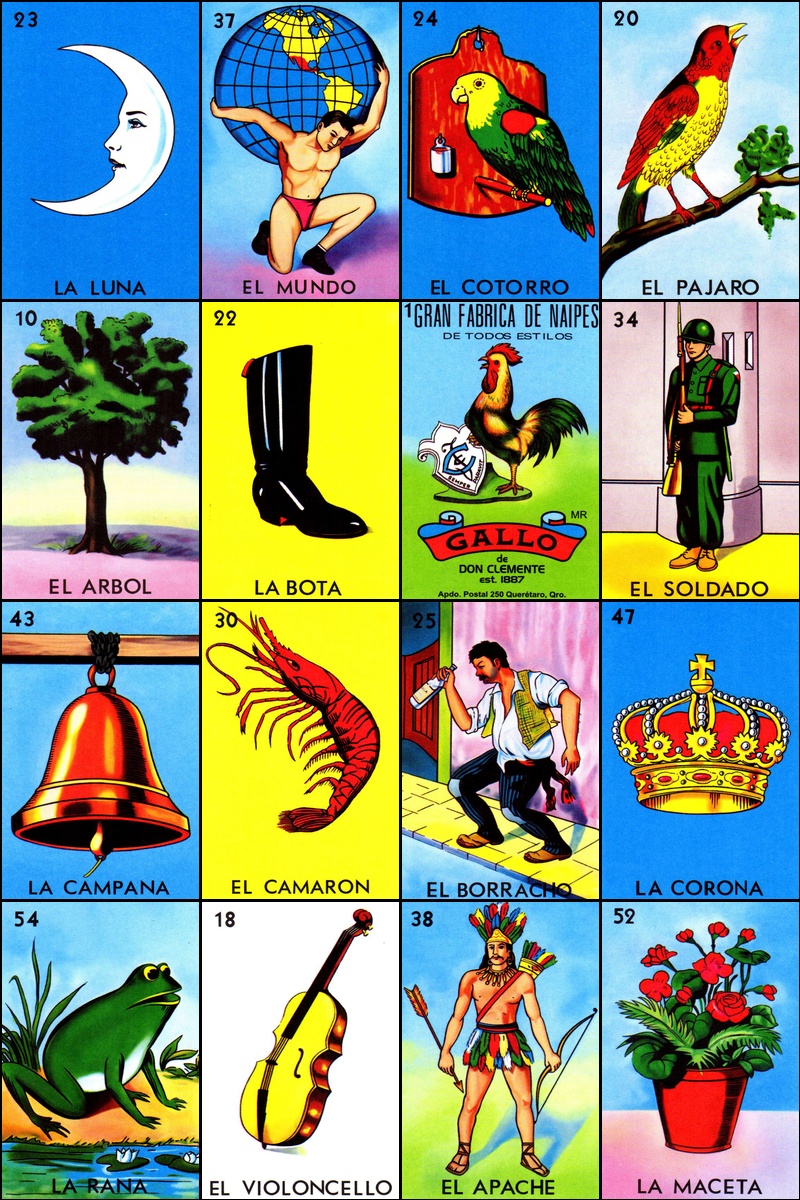 23
LA LUNA
37
EL MUNDO
24
EL COTORRO
20
EL PAJARO
10
EL ARBOL
22
LA BOTA
1
GRAN FABRICA DE NAIPES
DE TODOS ESTILOS
SEMPER
GALLO
MR
de
DON CLEMENTE
est. 1887
Apdo. Postal 250 Querétaro, Qro.
34
EL SOLDADO
43
LA CAMPANA
30
EL CAMARON
25
EL BORRACHO
47
LA CORONA
54
LA RANA
18
EL VIOLONCELLO
38
EL APACHE
52
LA MACETA